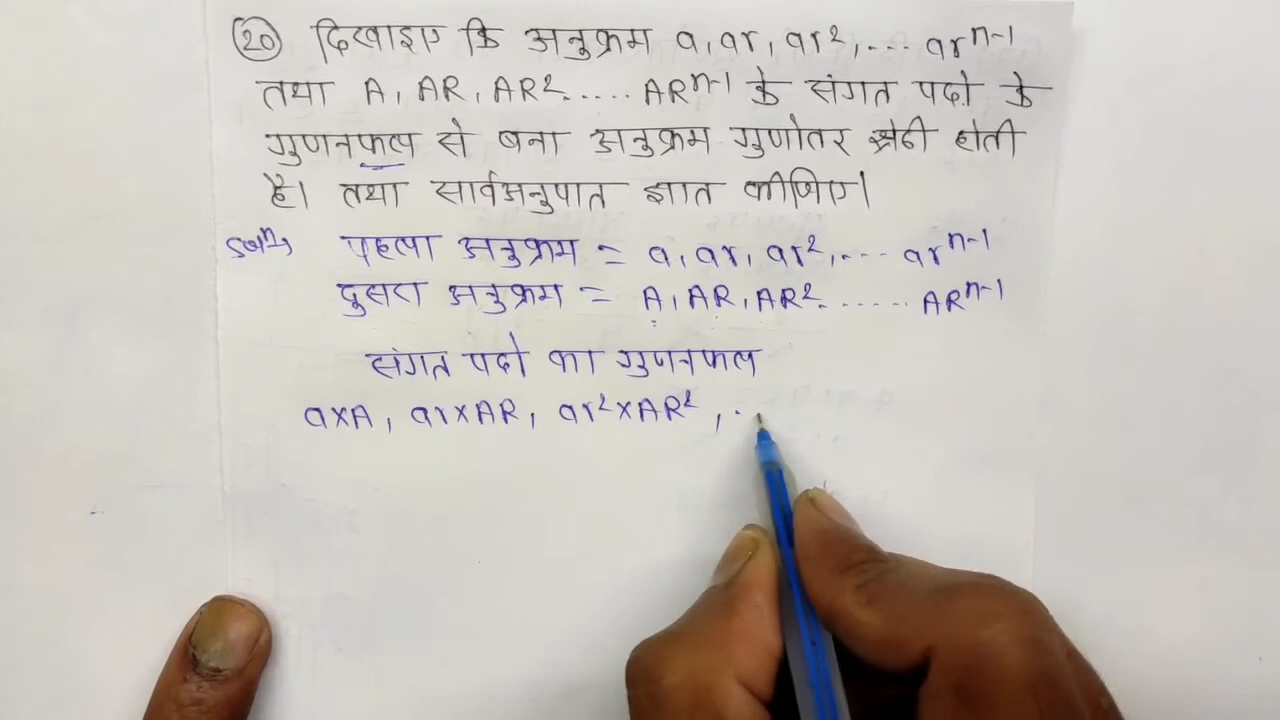 20 दिखाइए कि अनुक्रम a, ar, ar², ... arⁿ⁻¹
तथा A, AR, AR², ..... ARⁿ⁻¹ के संगत पदो के
गुणनफल से बना अनुक्रम गुणोतर श्रेढी होती
है। तथा सार्वअनुपात ज्ञात कीजिए।
Solⁿ, पहला अनुक्रम = a, ar, ar², ... arⁿ⁻¹
दुसरा अनुक्रम = A, AR, AR², ...... ARⁿ⁻¹
संगत पदो का गुणनफल
a×A, ar×AR, ar²×AR², ..